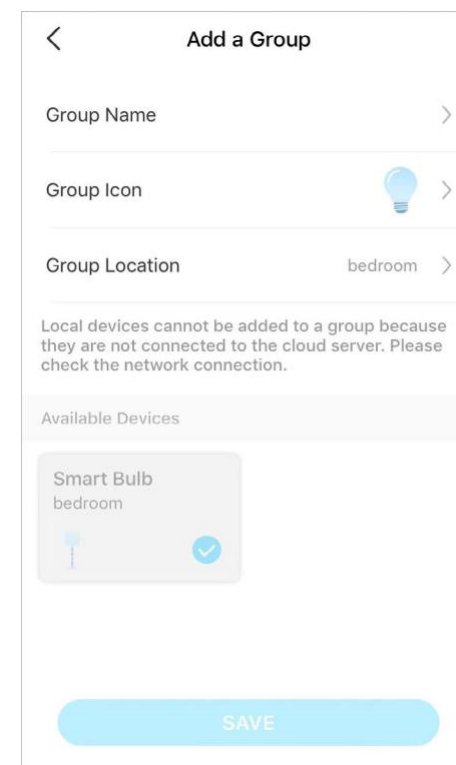 Add a Group
Group Name
Group Icon
Group Location bedroom
Local devices cannot be added to a group because
they are not connected to the cloud server. Please
check the network connection.
Available Devices
Smart Bulb
bedroom
SAVE